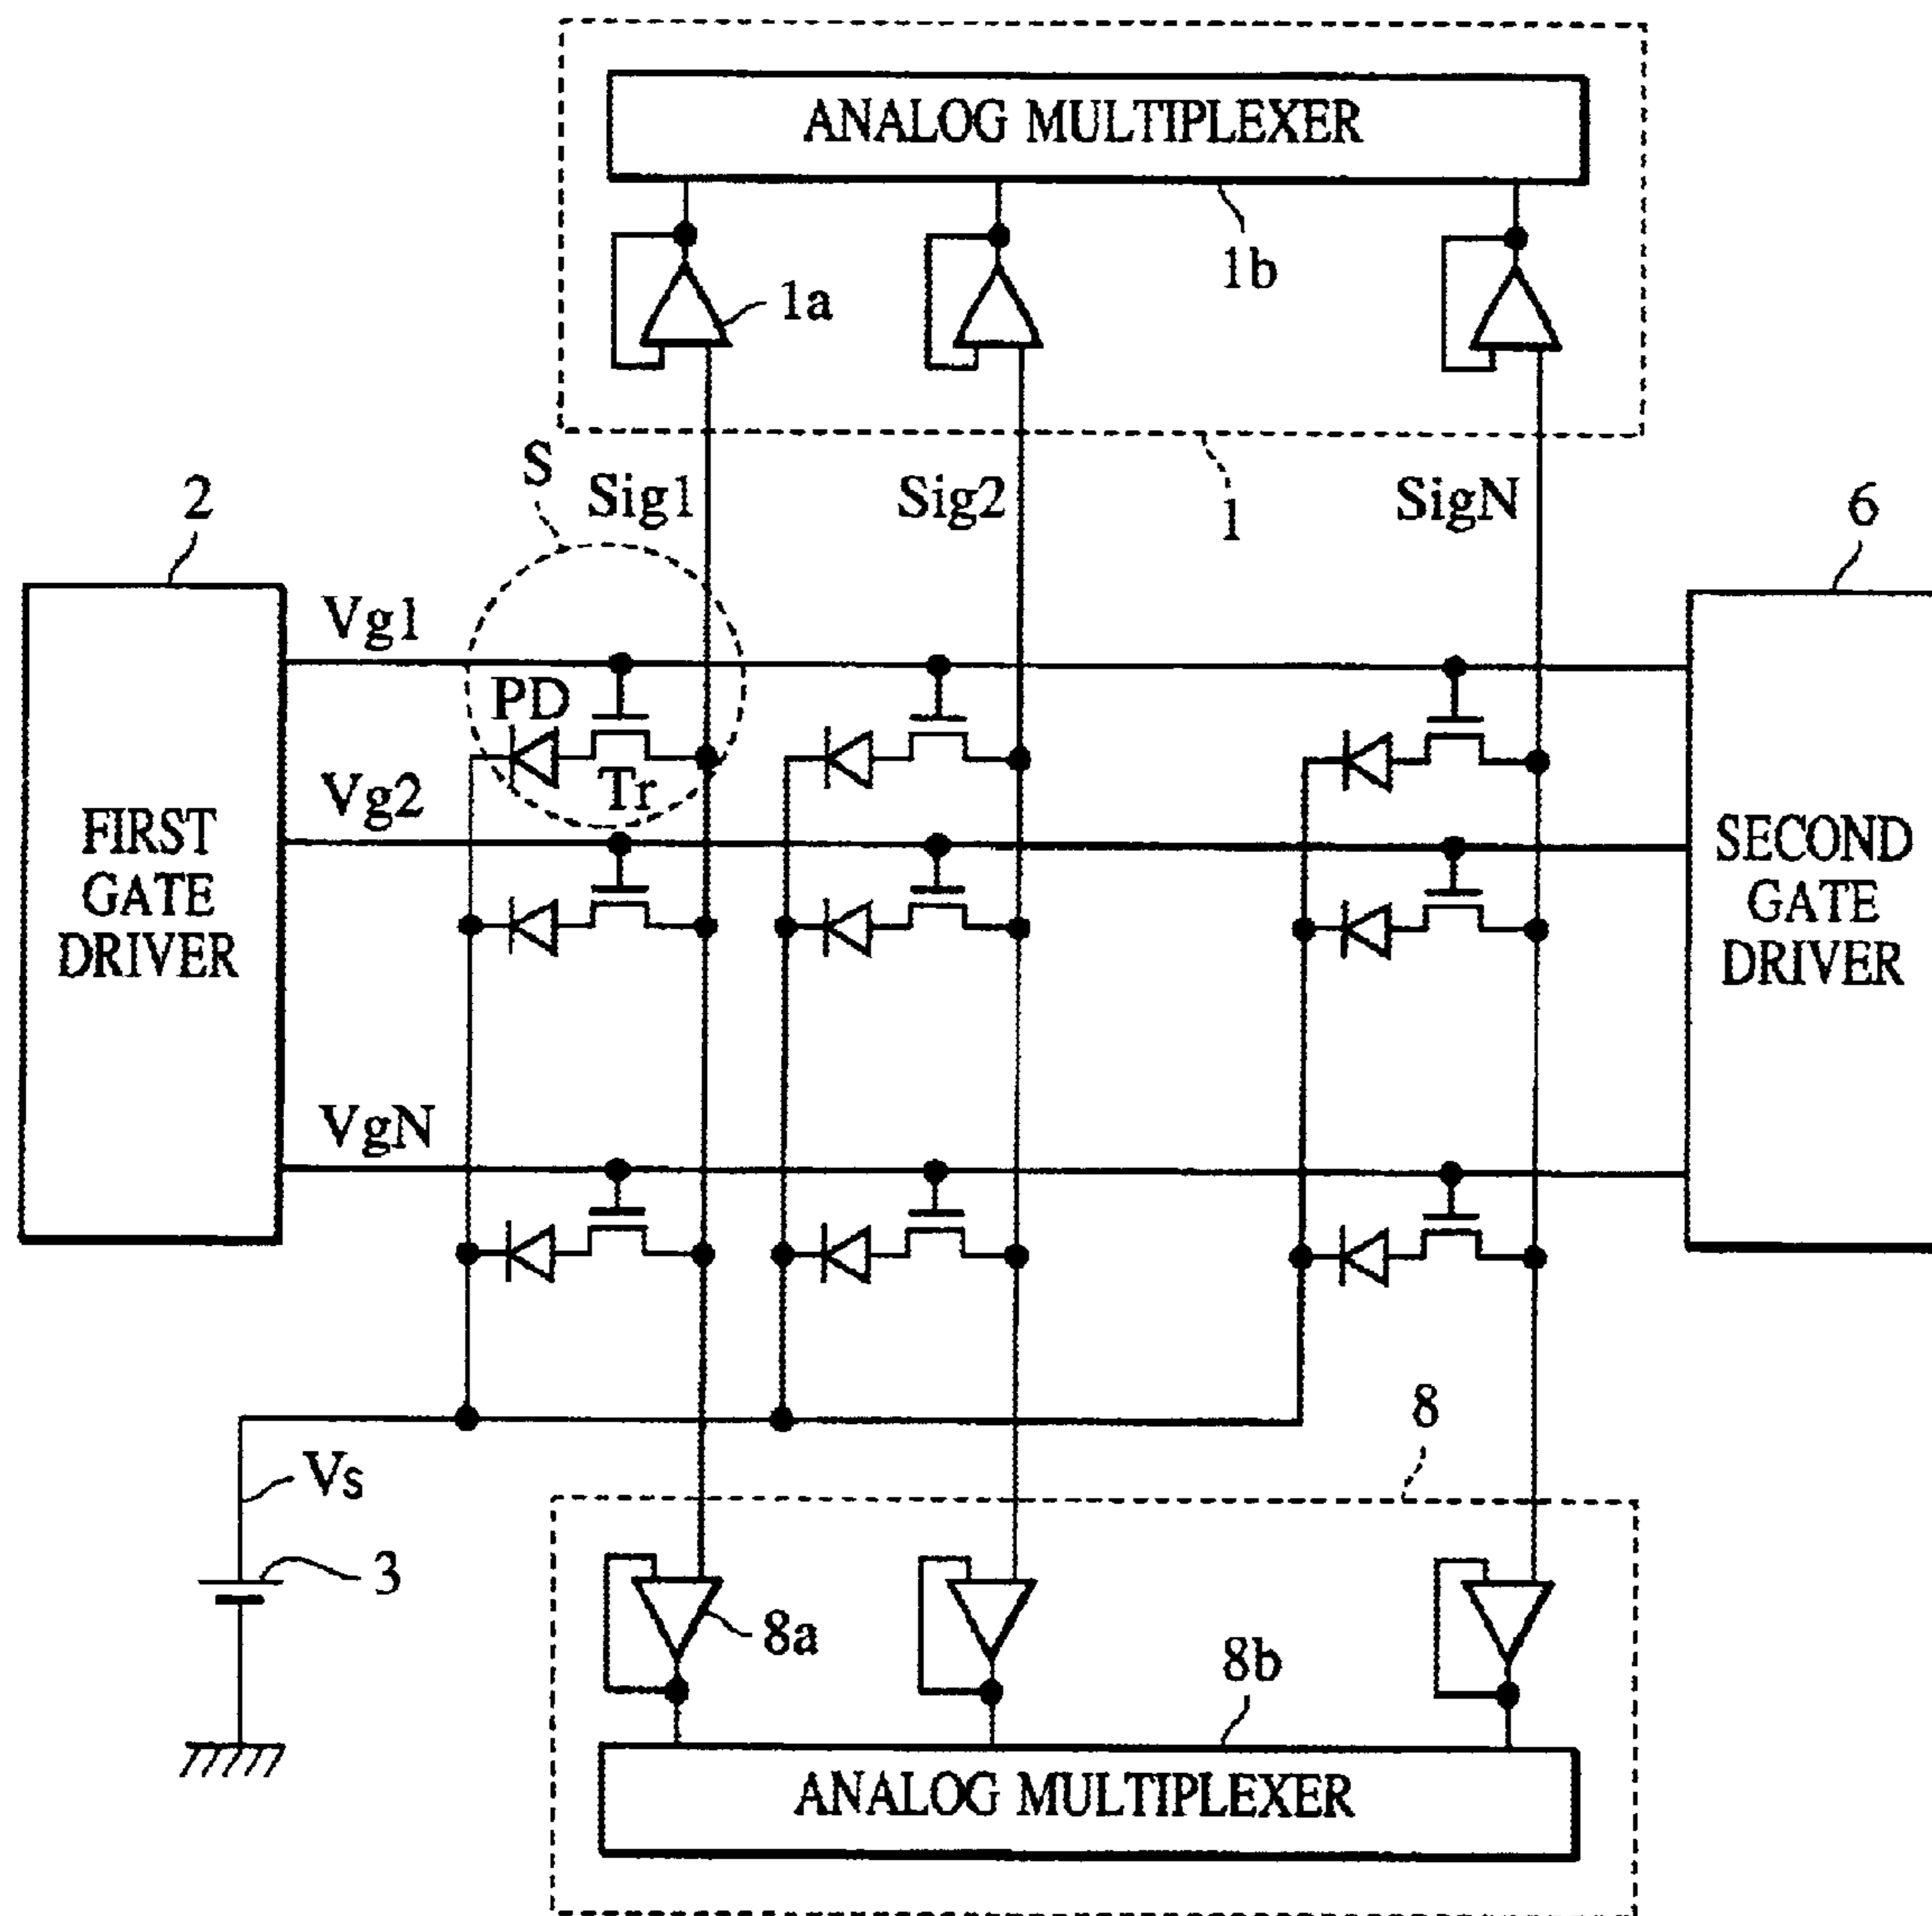 ANALOG MULTIPLEXER
1b
1a
S
Sig1
Sig2
SigN
1
2
6
Vg1
PD
Tr
Vg2
FIRST
GATE
DRIVER
SECOND
GATE
DRIVER
VgN
8
Vs
3
8a
8b
ANALOG MULTIPLEXER